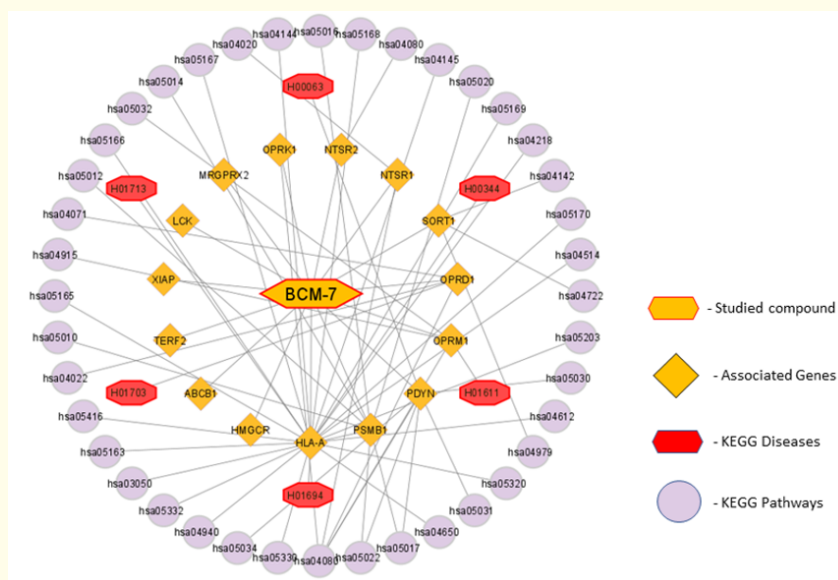 hsa05016
hsa04144
hsa05168
hsa04020
hsa04080
hsa05167
hsa04145
hsa05014
hsa05020
hsa05032
hsa05169
hsa05166
hsa04218
hsa05012
hsa04142
hsa04071
hsa05170
hsa04915
hsa04514
hsa05165
hsa04722
hsa05010
hsa05203
hsa04022
hsa05030
hsa05416
hsa04612
hsa05163
hsa04979
hsa03050
hsa05320
hsa05332
hsa05031
hsa04940
hsa04650
hsa05034
hsa05017
hsa05330
hsa05022
hsa04080
H00063
H01713
H00344
H01703
H01611
H01694
OPRK1
NTSR2
MRGPRX2
NTSR1
LCK
SORT1
XIAP
OPRD1
BCM-7
TERF2
OPRM1
ABCB1
PDYN
HMGCR
HLA-A
PSMB1
- Studied compound
- Associated Genes
- KEGG Diseases
- KEGG Pathways